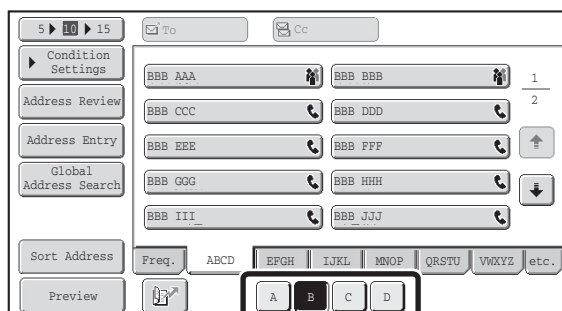 5 10 15
To
Cc
Condition
Settings
Address Review
Address Entry
Global
Address Search
Sort Address
Preview
BBB AAA
BBB BBB
BBB CCC
BBB DDD
BBB EEE
BBB FFF
BBB GGG
BBB HHH
BBB III
BBB JJJ
1
2
Freq.
ABCD
EFGH
IJKL
MNOP
QRSTU
VWXYZ
etc.
A
B
C
D